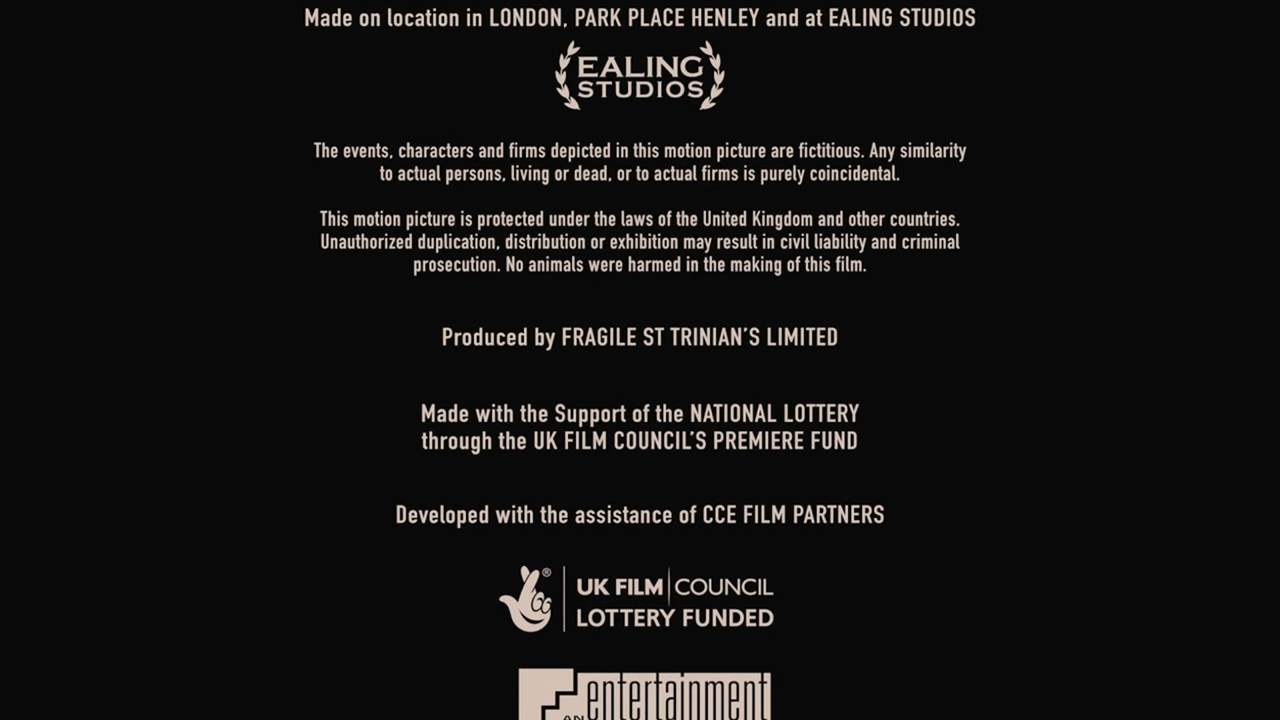 Made on location in LONDON, PARK PLACE HENLEY and at EALING STUDIOS
EALING
STUDIOS
The events, characters and firms depicted in this motion picture are fictitious. Any similarity
to actual persons, living or dead, or to actual firms is purely coincidental.
This motion picture is protected under the laws of the United Kingdom and other countries.
Unauthorized duplication, distribution or exhibition may result in civil liability and criminal
prosecution. No animals were harmed in the making of this film.
Produced by FRAGILE ST TRINIAN'S LIMITED
Made with the Support of the NATIONAL LOTTERY
through the UK FILM COUNCIL'S PREMIERE FUND
Developed with the assistance of CCE FILM PARTNERS
®
UK FILM COUNCIL
LOTTERY FUNDED
AN entertainment